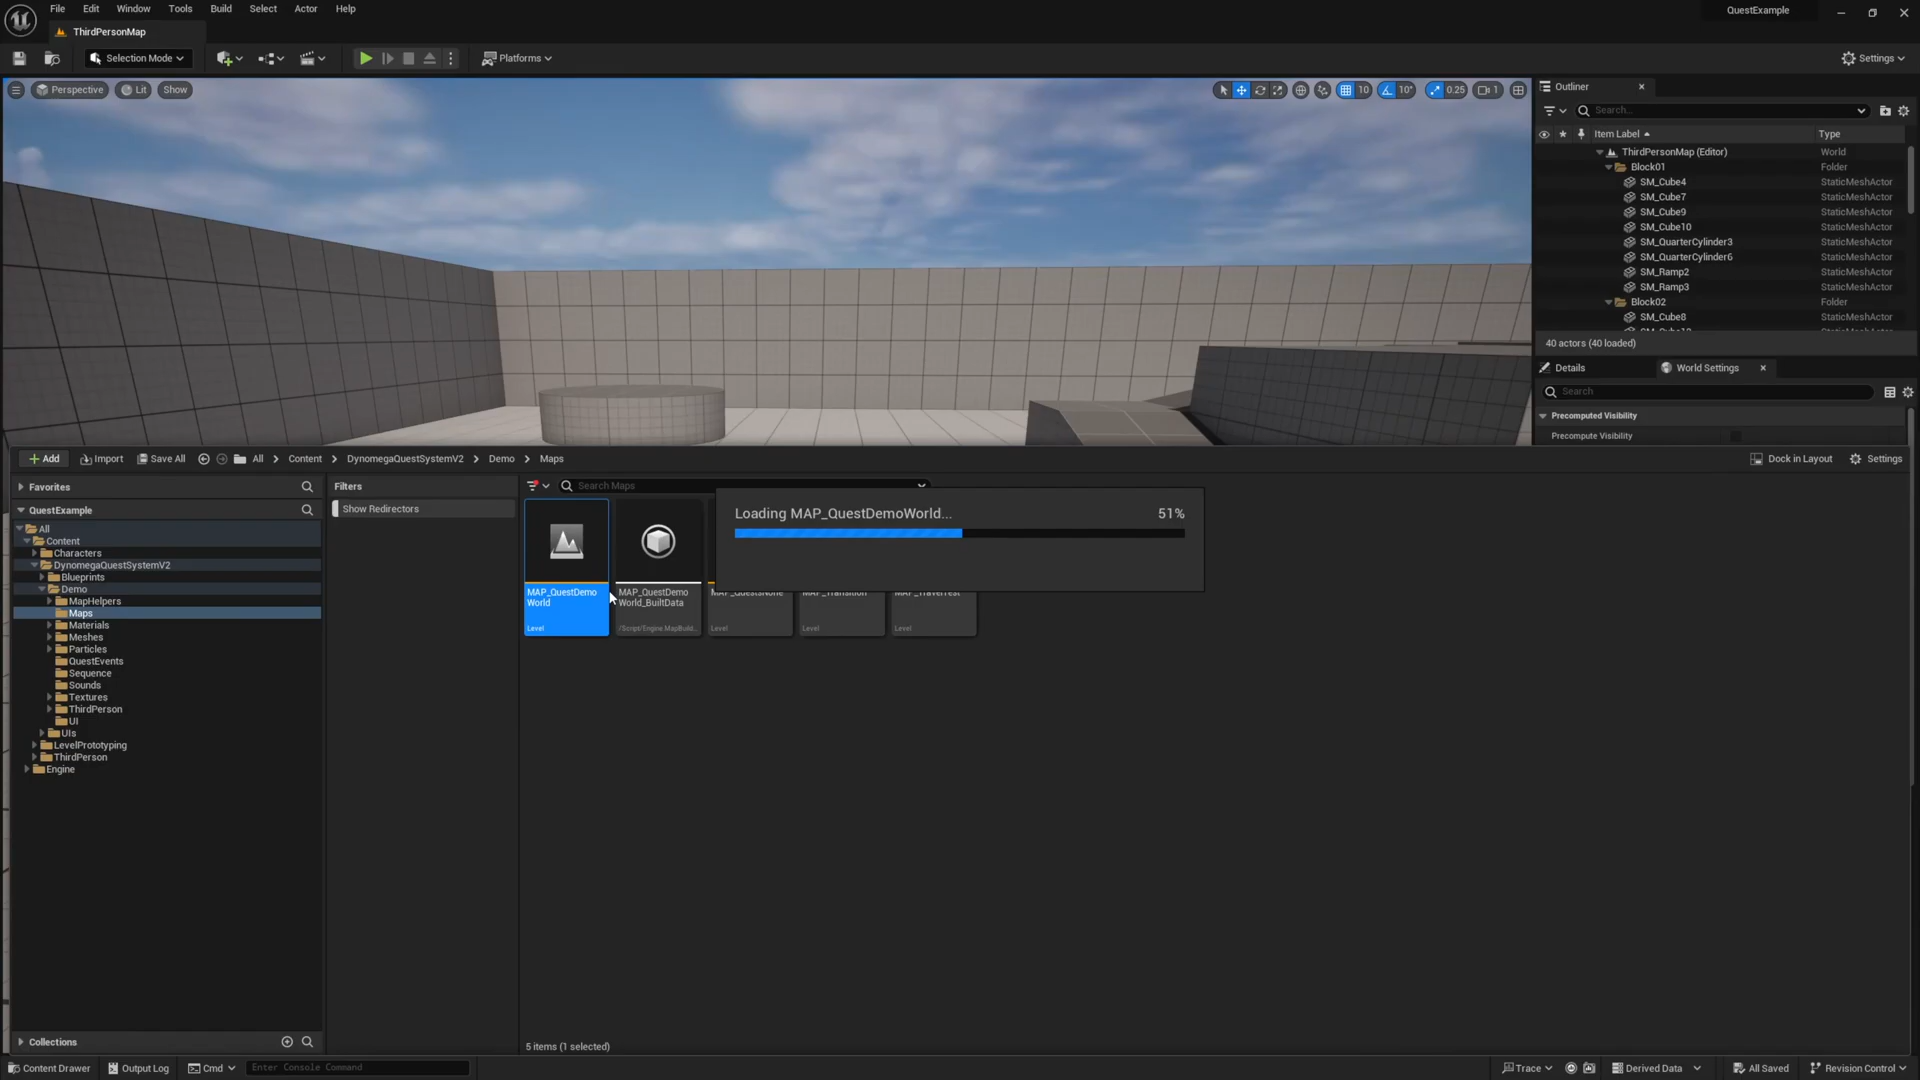 File Edit Window Tools Build Select Actor Help
QuestExample
ThirdPersonMap
Selection Mode
Platforms
Settings
Perspective Lit Show
10 10° 0.25 1
Outliner
Search...
Item Label Type
ThirdPersonMap (Editor) World
Block01 Folder
SM_Cube4 StaticMeshActor
SM_Cube7 StaticMeshActor
SM_Cube9 StaticMeshActor
SM_Cube10 StaticMeshActor
SM_QuarterCylinder3 StaticMeshActor
SM_QuarterCylinder6 StaticMeshActor
SM_Ramp2 StaticMeshActor
SM_Ramp3 StaticMeshActor
Block02 Folder
SM_Cube8 StaticMeshActor
40 actors (40 loaded)
Details World Settings
Search
Precomputed Visibility
Precompute Visibility
Add Import Save All All Content DynomegaQuestSystemV2 Demo Maps
Dock in Layout Settings
Favorites
QuestExample
All
Content
Characters
DynomegaQuestSystemV2
Blueprints
Demo
MapHelpers
Maps
Materials
Meshes
Particles
QuestEvents
Sequence
Sounds
Textures
ThirdPerson
UI
UIs
LevelPrototyping
ThirdPerson
Engine
Collections
Filters
Show Redirectors
Search Maps
Loading MAP_QuestDemoWorld... 51%
MAP_QuestDemo
World
Level
MAP_QuestDemo
World_BuiltData
/Script/Engine.MapBuild...
Level
Level
Level
5 items (1 selected)
Content Drawer Output Log Cmd Enter Console Command
Trace Derived Data All Saved Revision Control